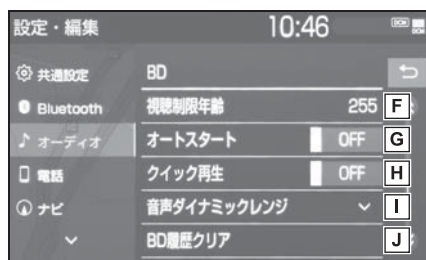 設定・編集 10:46 DCM
共通設定 BD
Bluetooth 視聴制限年齢 255 F
オーディオ オートスタート OFF G
電話 クイック再生 OFF H
ナビ 音声ダイナミックレンジ I
BD履歴クリア J